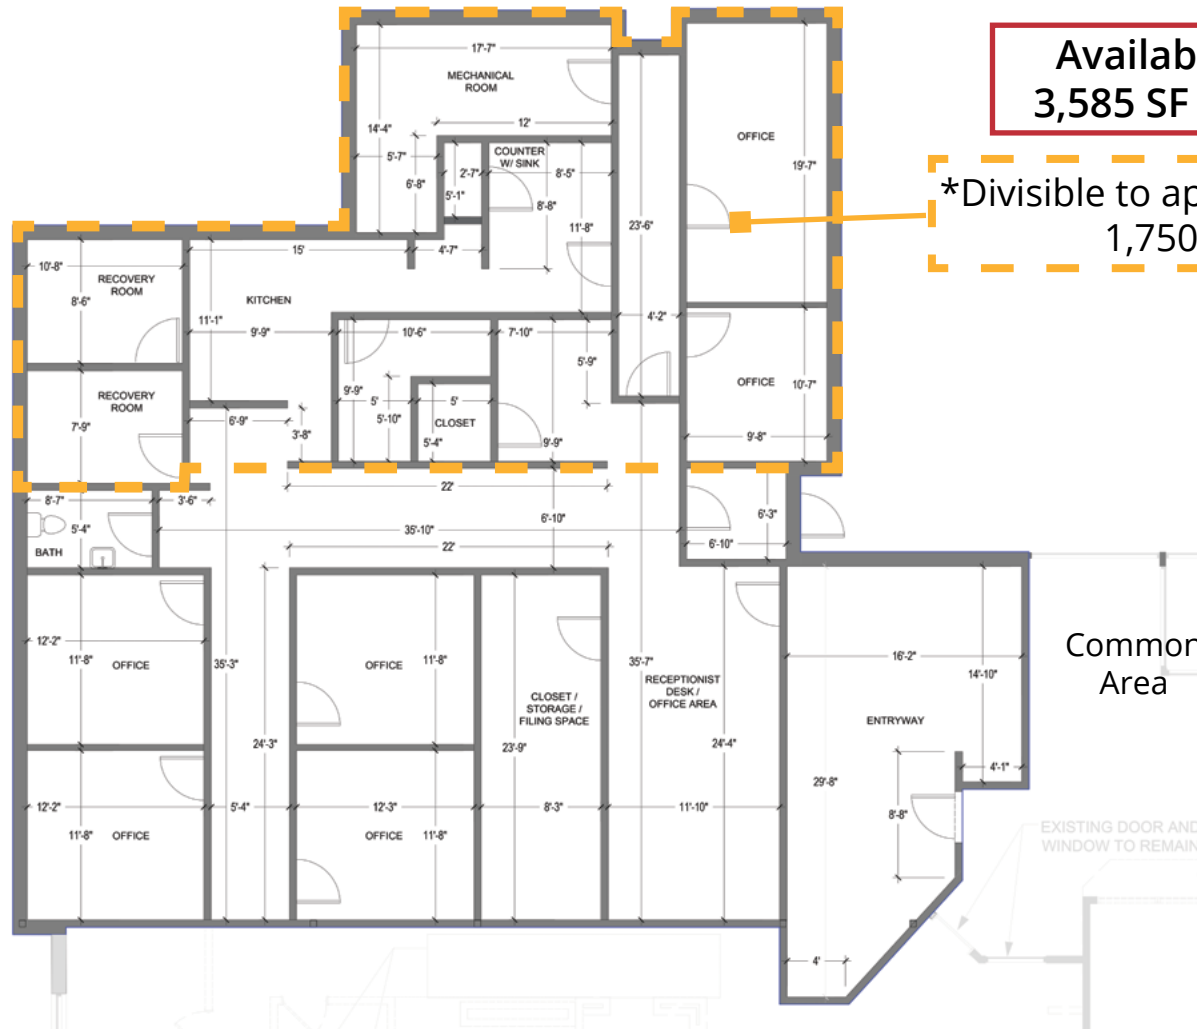 Availab
3,585 SF
*Divisible to ap
1,750
17'-7"
MECHANICAL
ROOM
12'
14'-4"
5'-7"
6'-8"
COUNTER
W/ SINK
2'-7"
8'-5"
5'-1"
8'-8"
11'-8"
4'-7"
23'-6"
4'-2"
OFFICE
19'-7"
10'-8"
RECOVERY
ROOM
8'-6"
15'
KITCHEN
11'-1"
9'-9"
10'-6"
7'-10"
5'-9"
OFFICE
10'-7"
9'-8"
RECOVERY
ROOM
7'-9"
6'-9"
3'-8"
9'-9"
5'
5'-10"
5'
CLOSET
5'-4"
9'-9"
22'
8'-7"
3'-6"
5'-4"
BATH
35'-10"
6'-10"
22'
6'-3"
6'-10"
12'-2"
11'-8"
OFFICE
35'-3"
OFFICE
11'-8"
CLOSET /
STORAGE /
FILING SPACE
35'-7"
RECEPTIONIST
DESK /
OFFICE AREA
16'-2"
14'-10"
ENTRYWAY
Common
Area
24'-3"
23'-9"
24'-4"
29'-8"
4'-1"
8'-8"
12'-2"
11'-8"
OFFICE
5'-4"
12'-3"
OFFICE
11'-8"
8'-3"
11'-10"
EXISTING DOOR AND
WINDOW TO REMAIN
4'